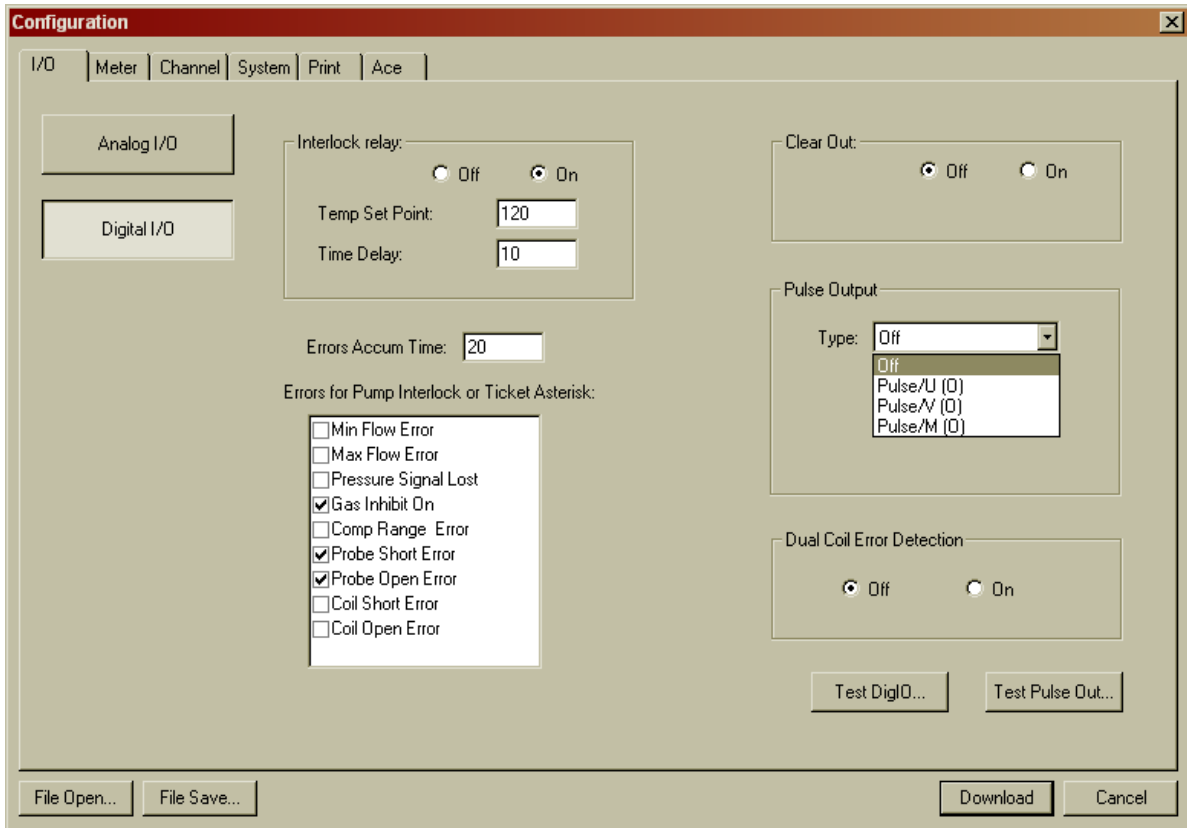 Configuration
I/O
Meter
Channel
System
Print
Ace
Analog I/O
Digital I/O
Interlock relay:
Off
On
Temp Set Point:
120
Time Delay:
10
Errors Accum Time:
20
Errors for Pump Interlock or Ticket Asterisk:
Min Flow Error
Max Flow Error
Pressure Signal Lost
Gas Inhibit On
Comp Range  Error
Probe Short Error
Probe Open Error
Coil Short Error
Coil Open Error
Clear Out:
Off
On
Pulse Output
Type:
Off
Off
Pulse/U (O)
Pulse/V (O)
Pulse/M (O)
Dual Coil Error Detection
Off
On
Test DigIO...
Test Pulse Out...
File Open...
File Save...
Download
Cancel